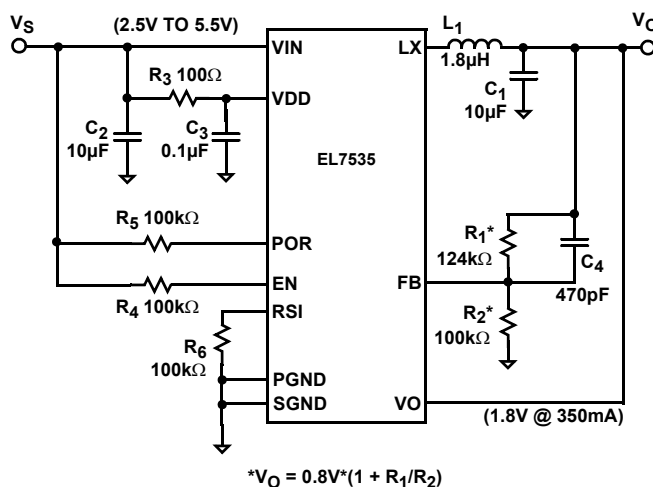 VS
(2.5V TO 5.5V)
VIN
LX
L1
1.8µH
VO
R3 100Ω
VDD
C1
10µF
C2
10µF
C3
0.1µF
EL7535
R5 100kΩ
POR
R1*
124kΩ
C4
470pF
EN
R4 100kΩ
FB
RSI
R2*
100kΩ
R6
100kΩ
PGND
SGND
VO
(1.8V @ 350mA)
*VO = 0.8V*(1 + R1/R2)